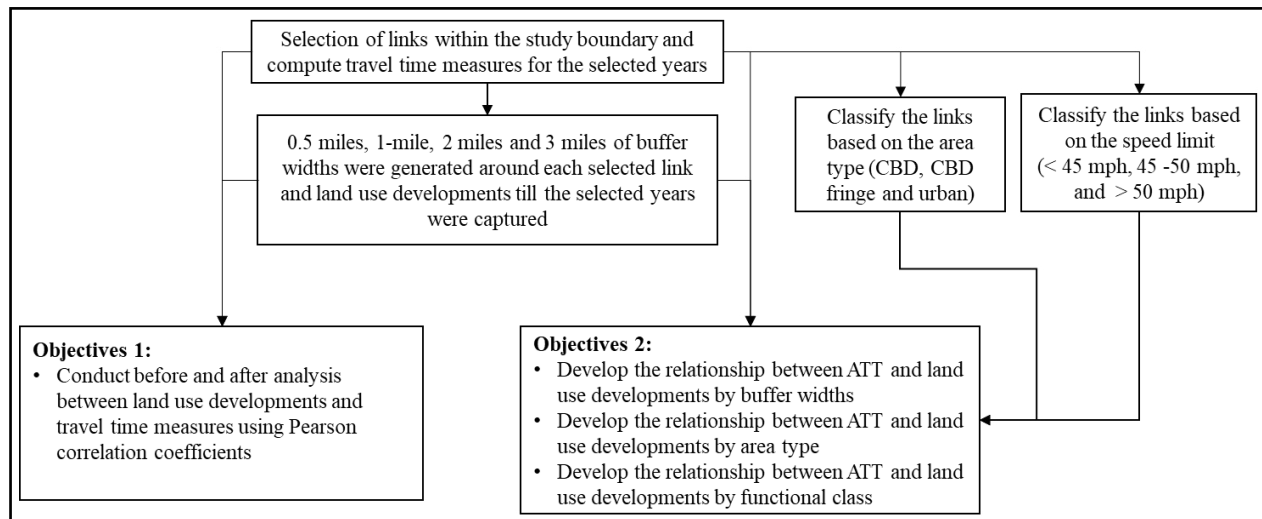 Selection of links within the study boundary and
compute travel time measures for the selected years
0.5 miles, 1-mile, 2 miles and 3 miles of buffer
widths were generated around each selected link
and land use developments till the selected years
were captured
Classify the links
based on the area
type (CBD, CBD
fringe and urban)
Classify the links based
on the speed limit
(< 45 mph, 45 -50 mph,
and > 50 mph)
Objectives 1:
• Conduct before and after analysis
between land use developments and
travel time measures using Pearson
correlation coefficients
Objectives 2:
• Develop the relationship between ATT and land
use developments by buffer widths
• Develop the relationship between ATT and land
use developments by area type
• Develop the relationship between ATT and land
use developments by functional class